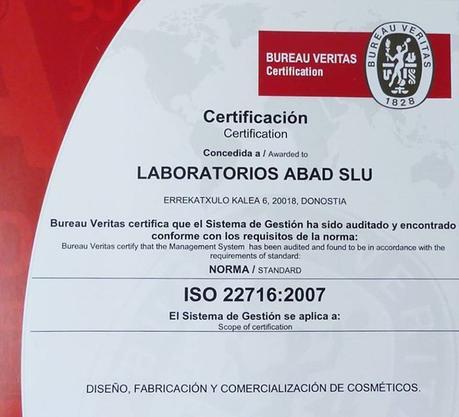 BUREAU VERITAS
Certification
BUREAU VERITAS
1828
Certificación
Certification
Concedida a / Awarded to
LABORATORIOS ABAD SLU
ERREKATXULO KALEA 6, 20018, DONOSTIA
Bureau Veritas certifica que el Sistema de Gestión ha sido auditado y encontrado
conforme con los requisitos de la norma:
Bureau Veritas certify that the Management System has been audited and found to be in accordance with the
requirements of standard:
NORMA / STANDARD
ISO 22716:2007
El Sistema de Gestión se aplica a:
Scope of certification
DISEÑO, FABRICACIÓN Y COMERCIALIZACIÓN DE COSMÉTICOS.